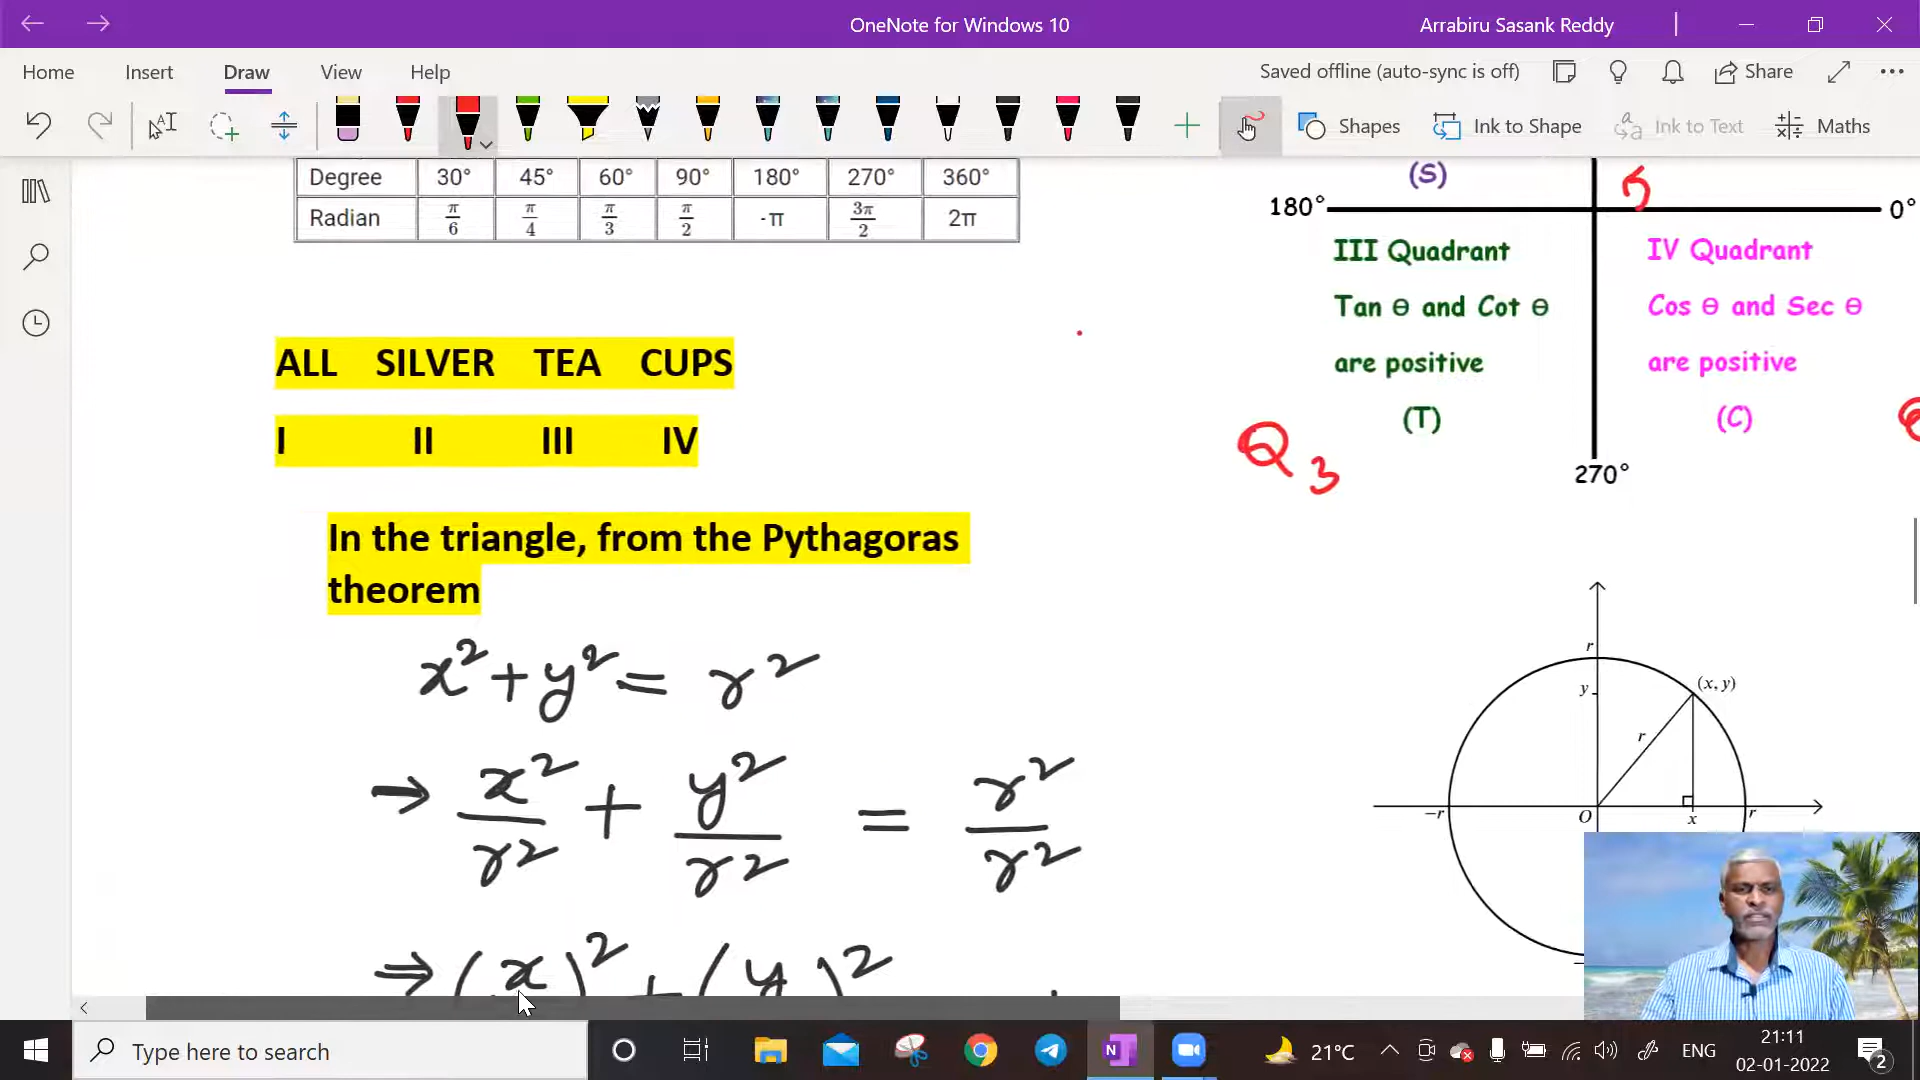 OneNote for Windows 10
Arrabiru Sasank Reddy
Home Insert Draw View Help
Saved offline (auto-sync is off) Share
Shapes Ink to Shape Ink to Text Maths
Degree 30° 45° 60° 90° 180° 270° 360°
Radian π/6 π/4 π/3 π/2 -π 3π/2 2π
ALL SILVER TEA CUPS
I II III IV
In the triangle, from the Pythagoras
theorem
x² + y² = r²
→ x²/r² + y²/r² = r²/r²
⇒ (x )² + (y )²
(S)
180° 0°
III Quadrant
Tan θ and Cot θ
are positive
(T)
IV Quadrant
Cos θ and Sec θ
are positive
(C)
Q3
270°
r
y (x, y)
r
-r O x r
Type here to search
21°C
ENG
21:11
02-01-2022
2